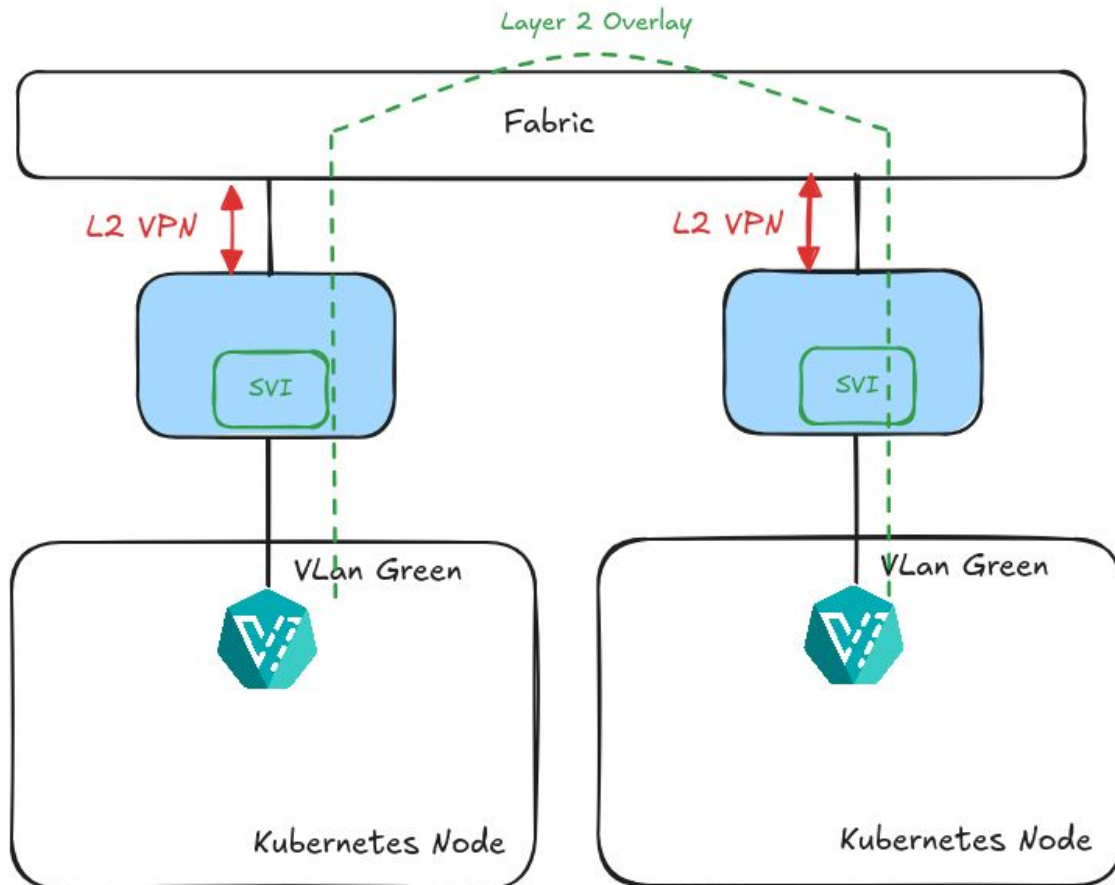 Layer 2 Overlay
Fabric
L2 VPN
L2 VPN
SVI
SVI
VLan Green
VLan Green
Kubernetes Node
Kubernetes Node